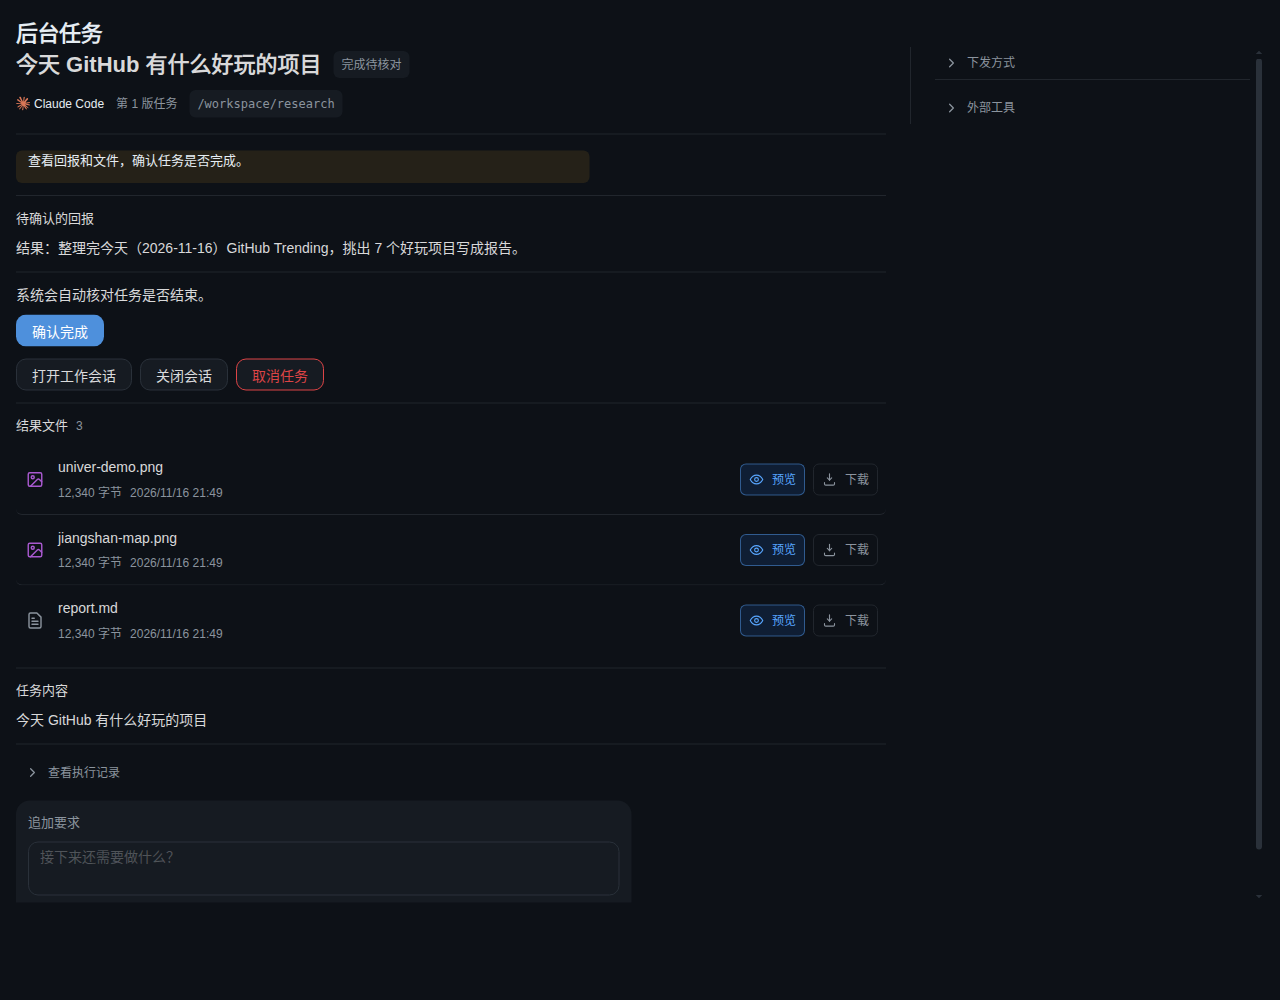 后台任务
今天 GitHub 有什么好玩的项目 完成待核对
Claude Code 第 1 版任务 /workspace/research
下发方式
外部工具
查看回报和文件，确认任务是否完成。
待确认的回报
结果：整理完今天（2026-11-16）GitHub Trending，挑出 7 个好玩项目写成报告。
系统会自动核对任务是否结束。
确认完成
打开工作会话 关闭会话 取消任务
结果文件 3
univer-demo.png
12,340 字节 2026/11/16 21:49
预览 下载
jiangshan-map.png
12,340 字节 2026/11/16 21:49
预览 下载
report.md
12,340 字节 2026/11/16 21:49
预览 下载
任务内容
今天 GitHub 有什么好玩的项目
查看执行记录
追加要求
接下来还需要做什么？